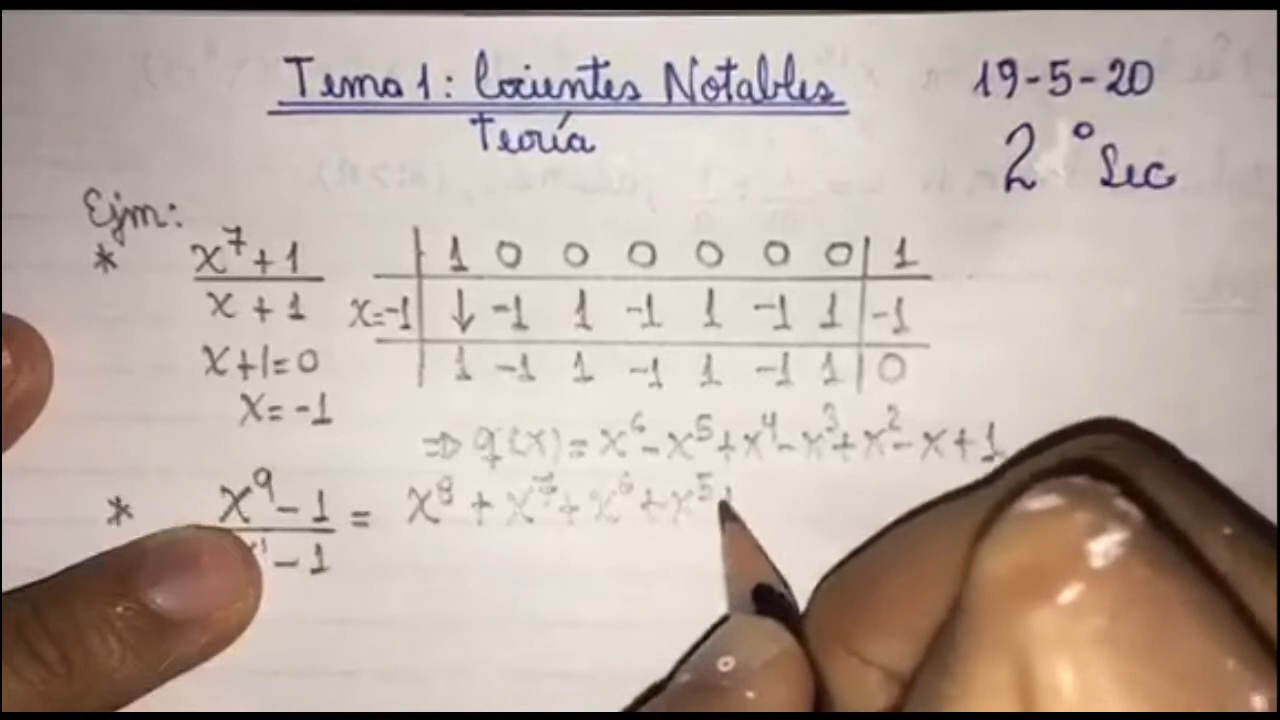 Tema 1: Cocientes Notables
Teoría
19-5-20
2° Sec
Ejm:
* x⁷+1 / x+1
x+1=0
x=-1
1 0 0 0 0 0 0 1
x=-1 ↓ -1 1 -1 1 -1 1 -1
1 -1 1 -1 1 -1 1 0
⇒ q(x) = x⁶-x⁵+x⁴-x³+x²-x+1
* x⁹-1 / -1 = x⁸+x⁷+x⁶+x⁵+